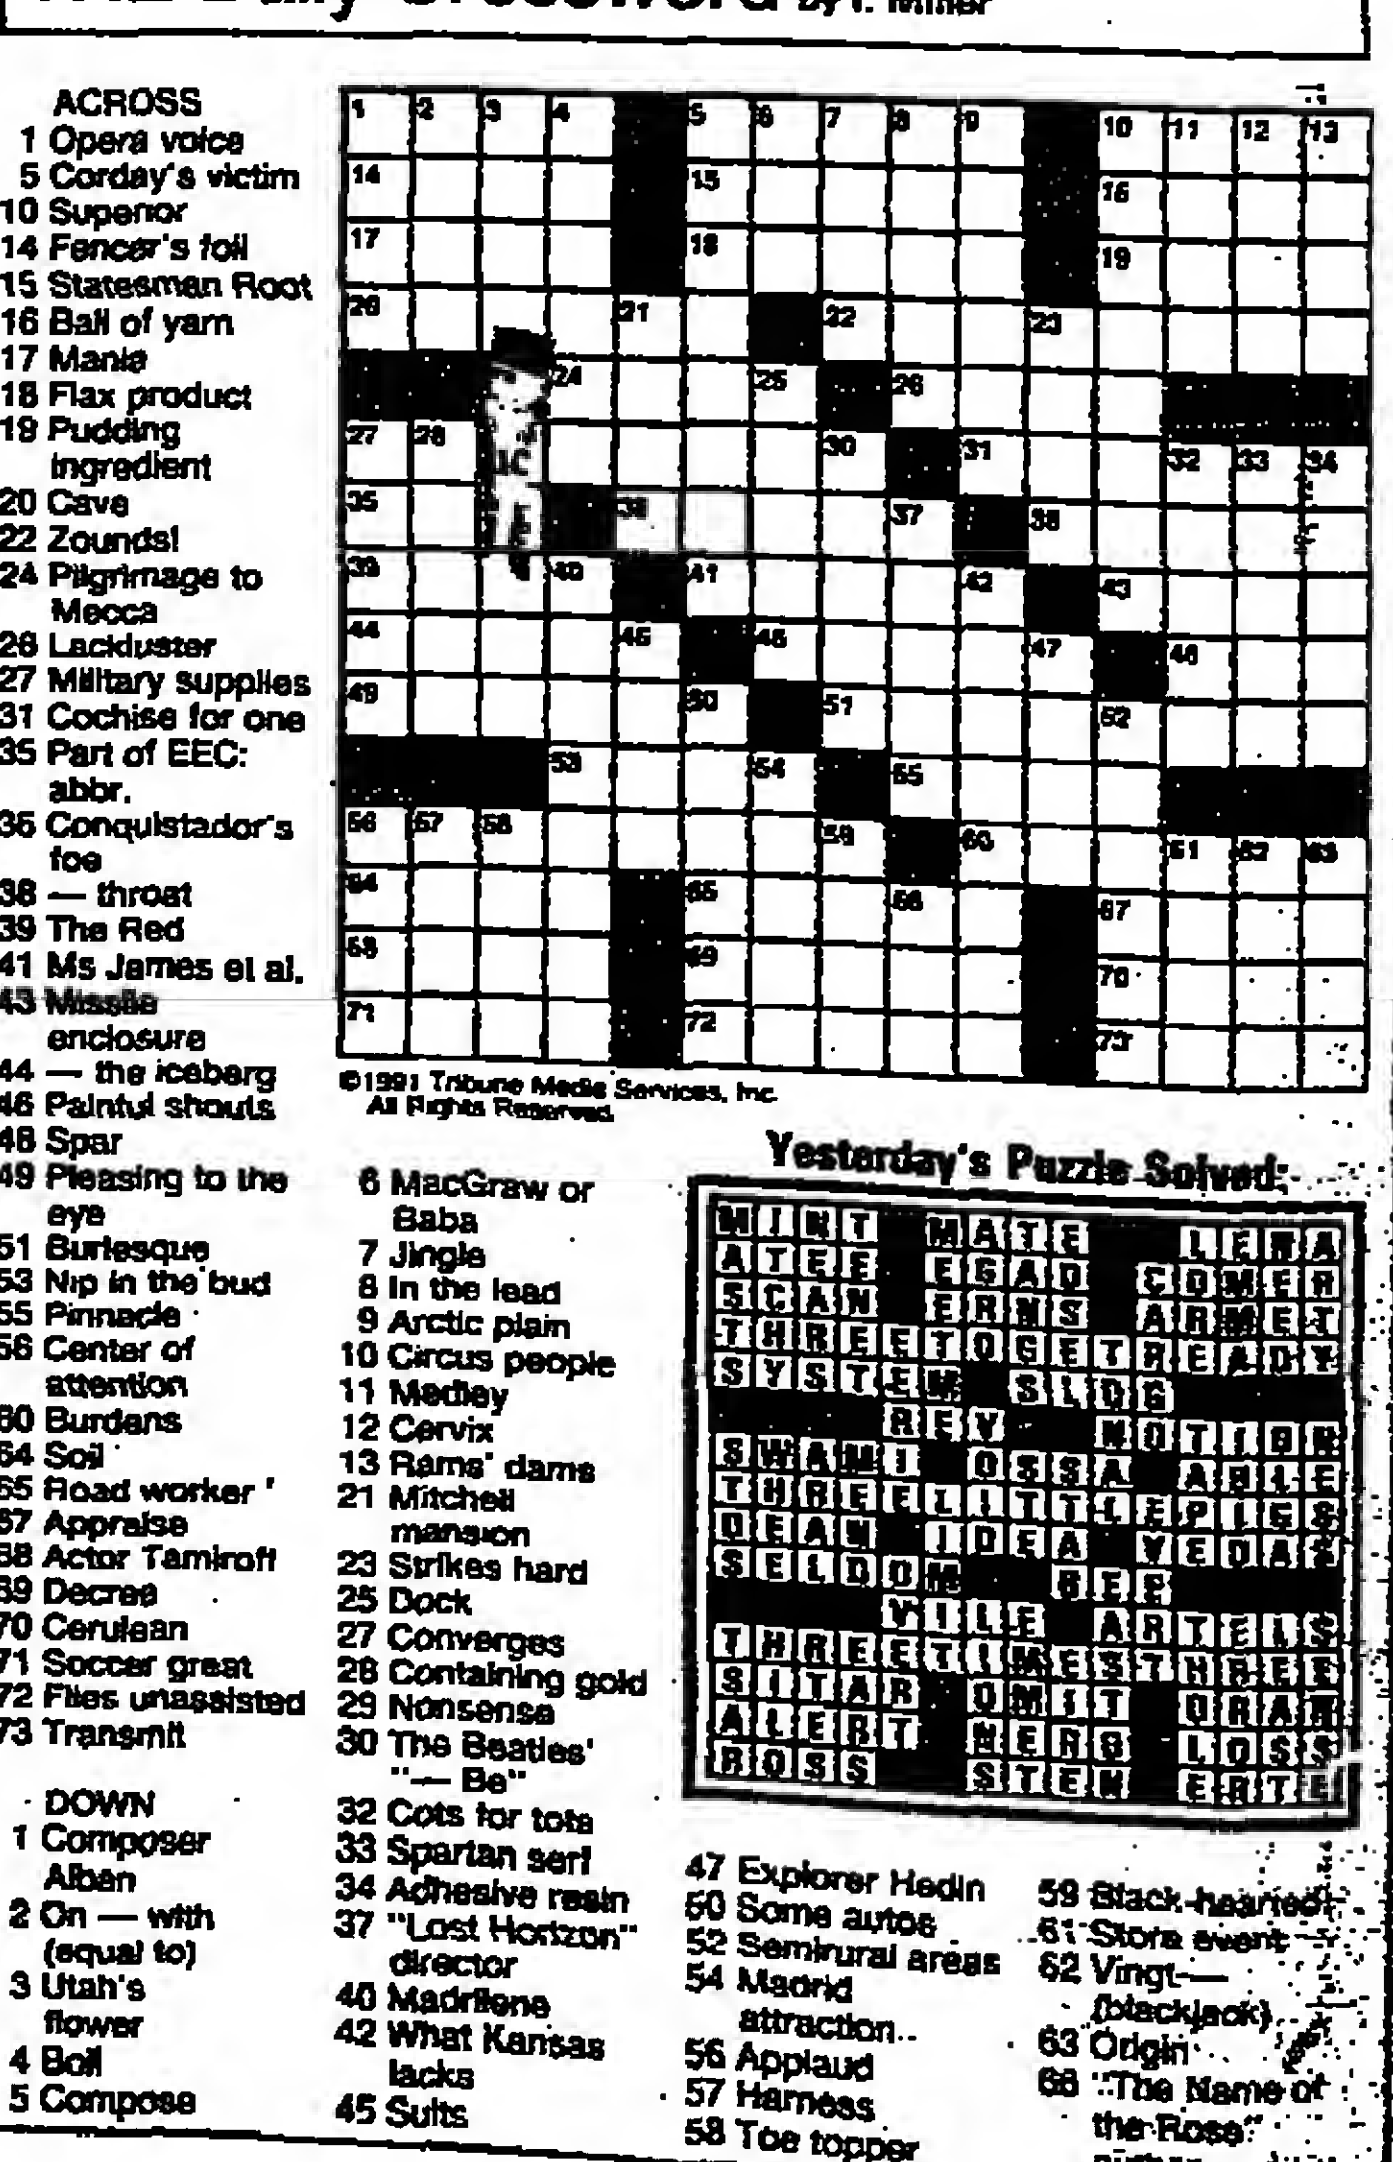 by
ACROSS
1 Opera voice
5 Corday's victim
10 Superior
14 Fencer's foil
15 Statesman Root
16 Ball of yarn
17 Mania
18 Flax product
19 Pudding
ingredient
20 Cave
22 Zounds!
24 Pilgrimage to
Mecca
26 Lackluster
27 Military supplies
31 Cochise for one
35 Part of EEC:
abbr.
36 Conquistador's
foe
38 — throat
39 The Red
41 Ms James et al.
43 Missile
enclosure
44 — the iceberg
46 Painful shouts
48 Spar
49 Pleasing to the
eye
51 Burlesque
53 Nip in the bud
55 Pinnacle
56 Center of
attention
60 Burdens
64 Soil
65 Road worker
67 Appraise
68 Actor Tamiroff
69 Decree
70 Cerulean
71 Soccer great
72 Flies unassisted
73 Transmit
DOWN
1 Composer
Alban
2 On — with
(equal to)
3 Utah's
flower
4 Boil
5 Compose
©1991 Tribune Media Services, Inc.
All Rights Reserved
6 MacGraw or
Baba
7 Jingle
8 In the lead
9 Arctic plain
10 Circus people
11 Medley
12 Cervix
13 Rams' dams
21 Mitchell
mansion
23 Strikes hard
25 Dock
27 Converges
28 Containing gold
29 Nonsense
30 The Beatles'
"— Be"
32 Cots for tots
33 Spartan serf
34 Adhesive resin
37 "Lost Horizon"
director
40 Madrilene
42 What Kansas
lacks
45 Suits
Yesterday's Puzzle Solved:
MINT MATE LENA
ATEE EGAD COMER
SCAN ERNS ARMET
THREETOGETREADY
SYSTEM SLOG
REV NOTION
SWAMI OSSA ABLE
THREELITTLEPIES
DEAN IDEA VEDAS
SELDOM BEE
VILE ARTELS
THREETIMESTHREE
SITAR OMIT ORAN
ALERT NERO LOSS
ROSS STEN ERTE
47 Explorer Hedin
50 Some autos
52 Semirural areas
54 Madrid
attraction
56 Applaud
57 Harness
58 Toe topper
59 Black-hearted
61 Store event
62 Vingt-—
(blackjack)
63 Origin
66 "The Name of
the Rose"